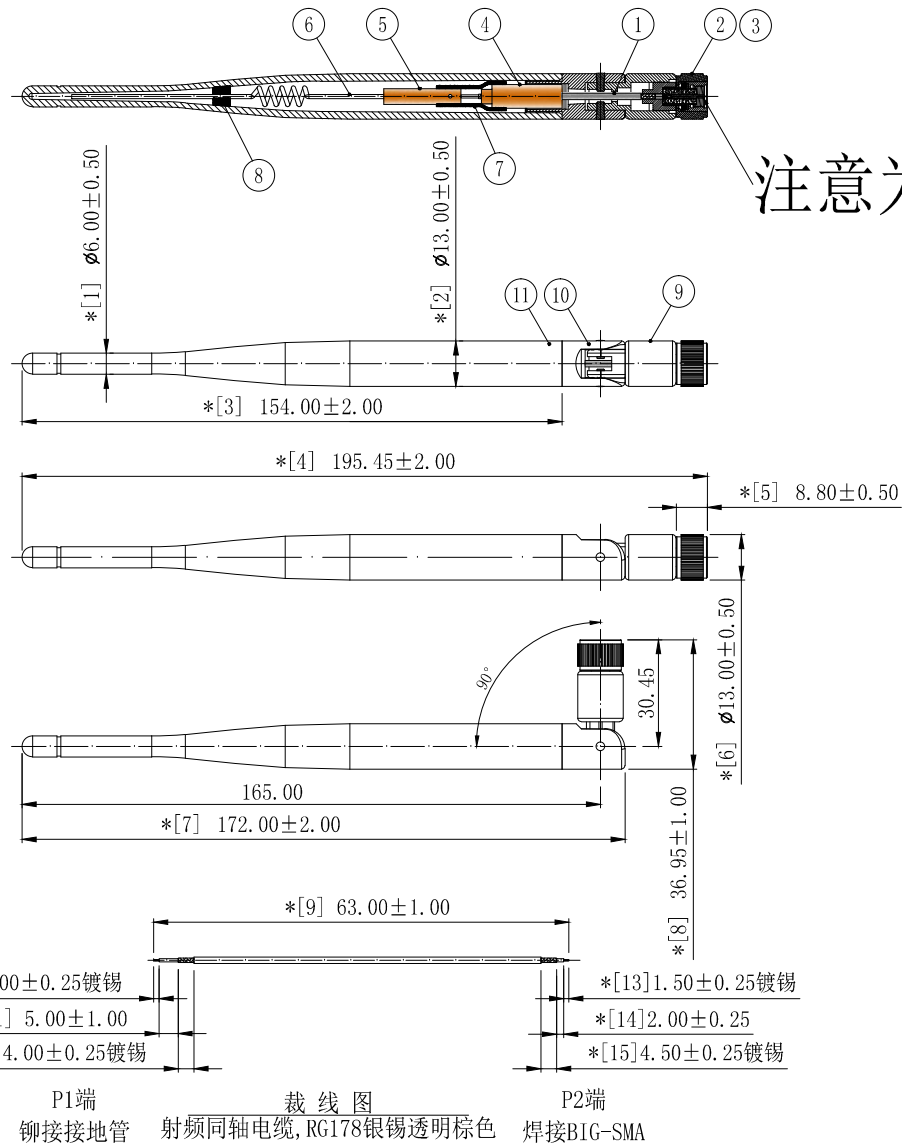 ⑥ ⑤ ④ ① ② ③
⑧ ⑦
注意
*[1] Ø6.00±0.50
*[2] Ø13.00±0.50
⑪ ⑩ ⑨
*[3] 154.00±2.00
*[4] 195.45±2.00
*[5] 8.80±0.50
*[6] Ø13.00±0.50
90°
30.45
165.00
*[7] 172.00±2.00
*[8] 36.95±1.00
*[9] 63.00±1.00
00±0.25镀锡
] 5.00±1.00
4.00±0.25镀锡
*[13]1.50±0.25镀锡
*[14]2.00±0.25
*[15]4.50±0.25镀锡
P1端
铆接接地管
裁线图
射频同轴电缆,RG178银锡透明棕色
P2端
焊接BIG-SMA